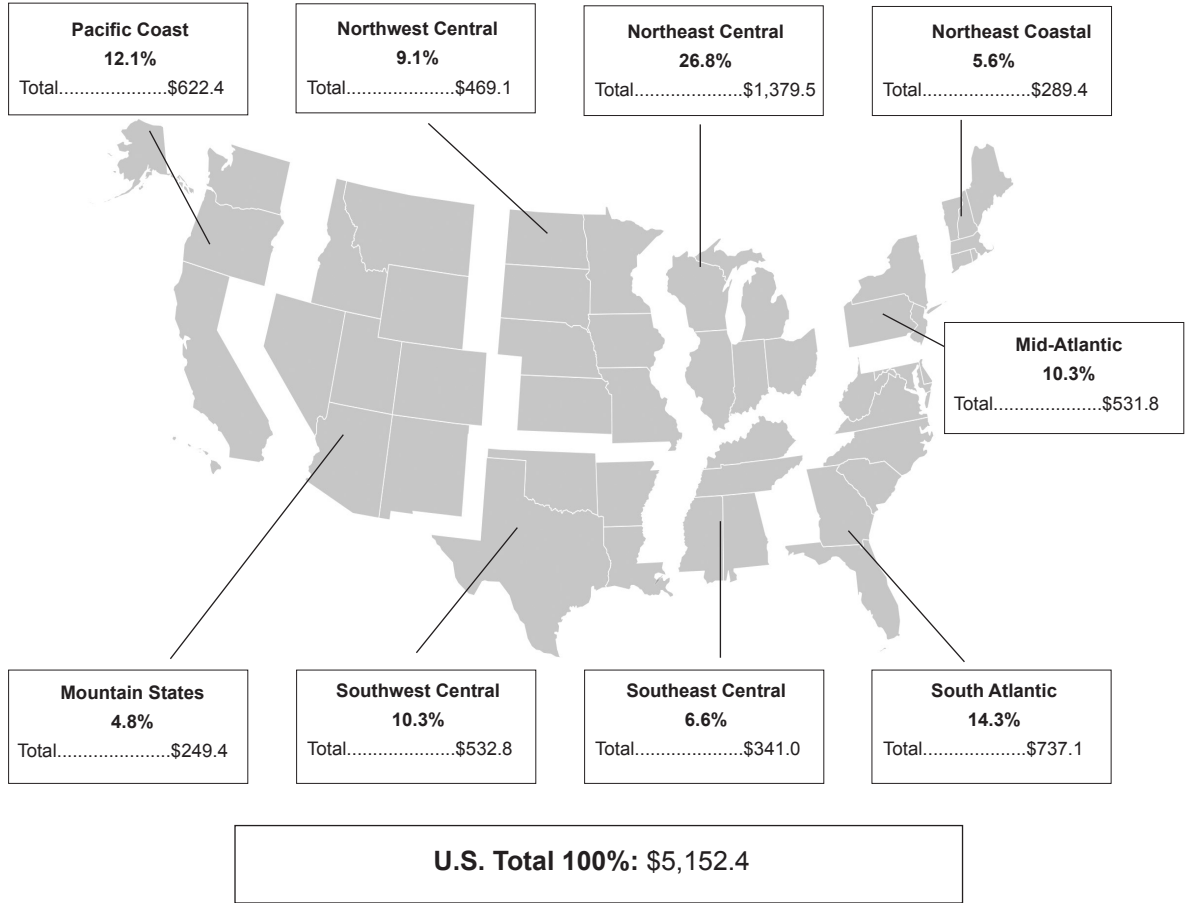 Pacific Coast
12.1%
Total.....................$622.4
Northwest Central
9.1%
Total.....................$469.1
Northeast Central
26.8%
Total.....................$1,379.5
Northeast Coastal
5.6%
Total.....................$289.4
Mid-Atlantic
10.3%
Total.....................$531.8
Mountain States
4.8%
Total......................$249.4
Southwest Central
10.3%
Total.....................$532.8
Southeast Central
6.6%
Total.....................$341.0
South Atlantic
14.3%
Total....................$737.1
U.S. Total 100%: $5,152.4